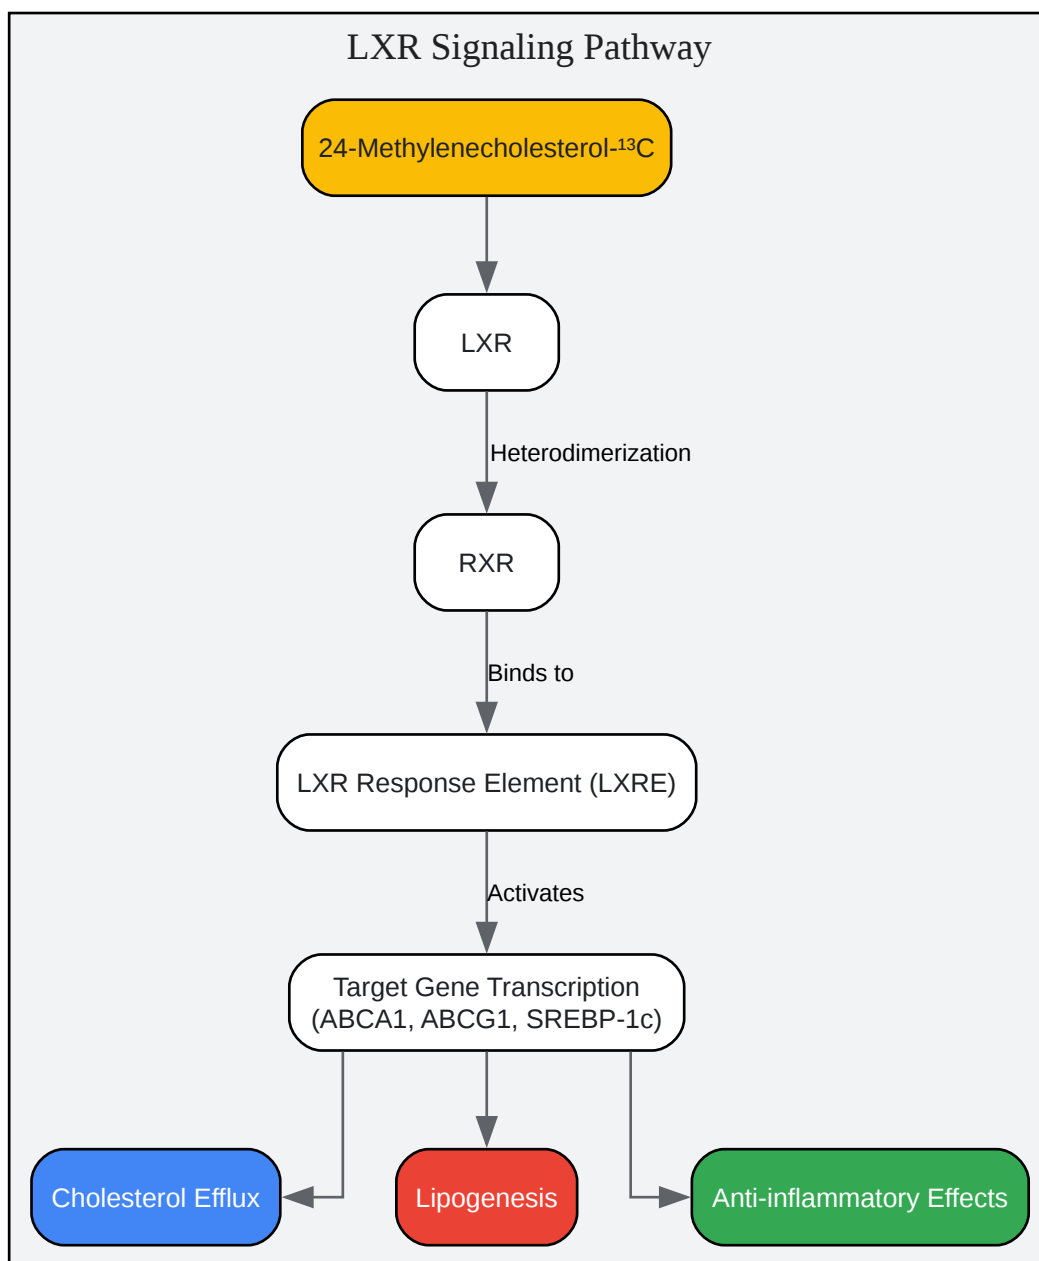 LXR Signaling Pathway
24-Methylenecholesterol-¹³C
LXR
Heterodimerization
RXR
Binds to
LXR Response Element (LXRE)
Activates
Target Gene Transcription
(ABCA1, ABCG1, SREBP-1c)
Cholesterol Efflux
Lipogenesis
Anti-inflammatory Effects